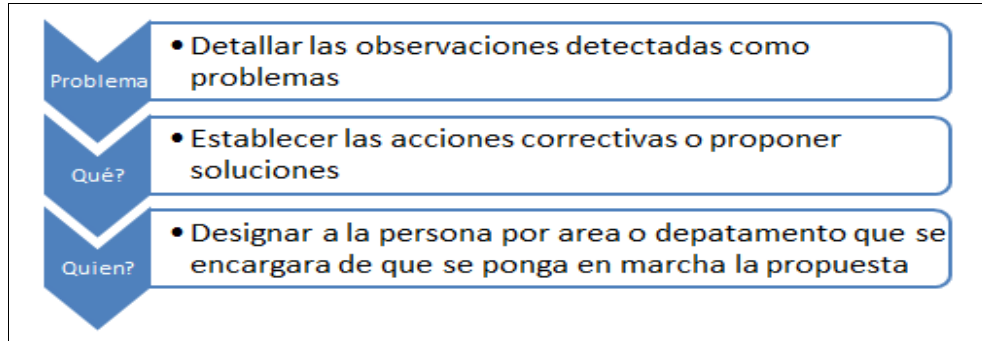 Problema
• Detallar las observaciones detectadas como
problemas
Qué?
• Establecer las acciones correctivas o proponer
soluciones
Quien?
• Designar a la persona por area o depatamento que se
encargara de que se ponga en marcha la propuesta